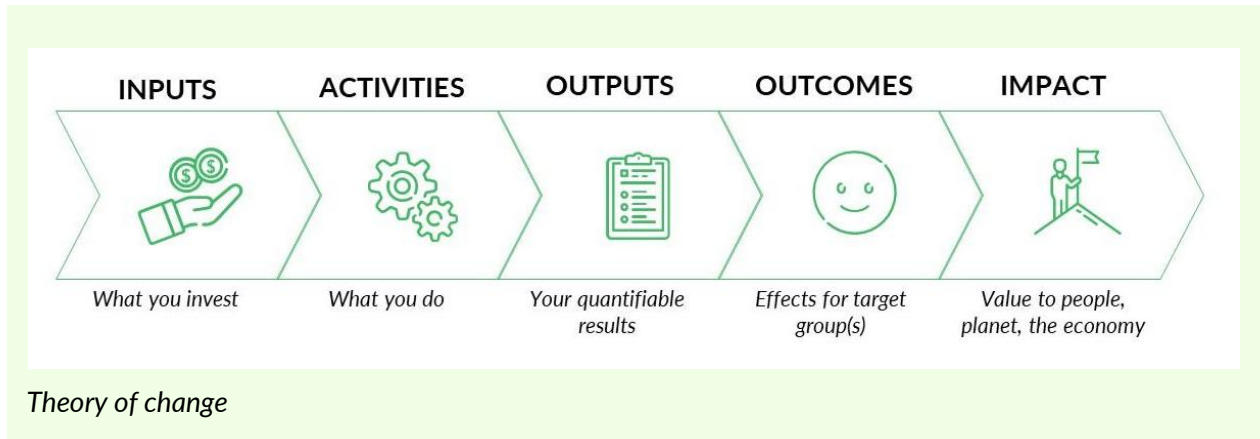 INPUTS
ACTIVITIES
OUTPUTS
OUTCOMES
IMPACT
$ $
What you invest
What you do
Your quantifiable
results
Effects for target
group(s)
Value to people,
planet, the economy
Theory of change